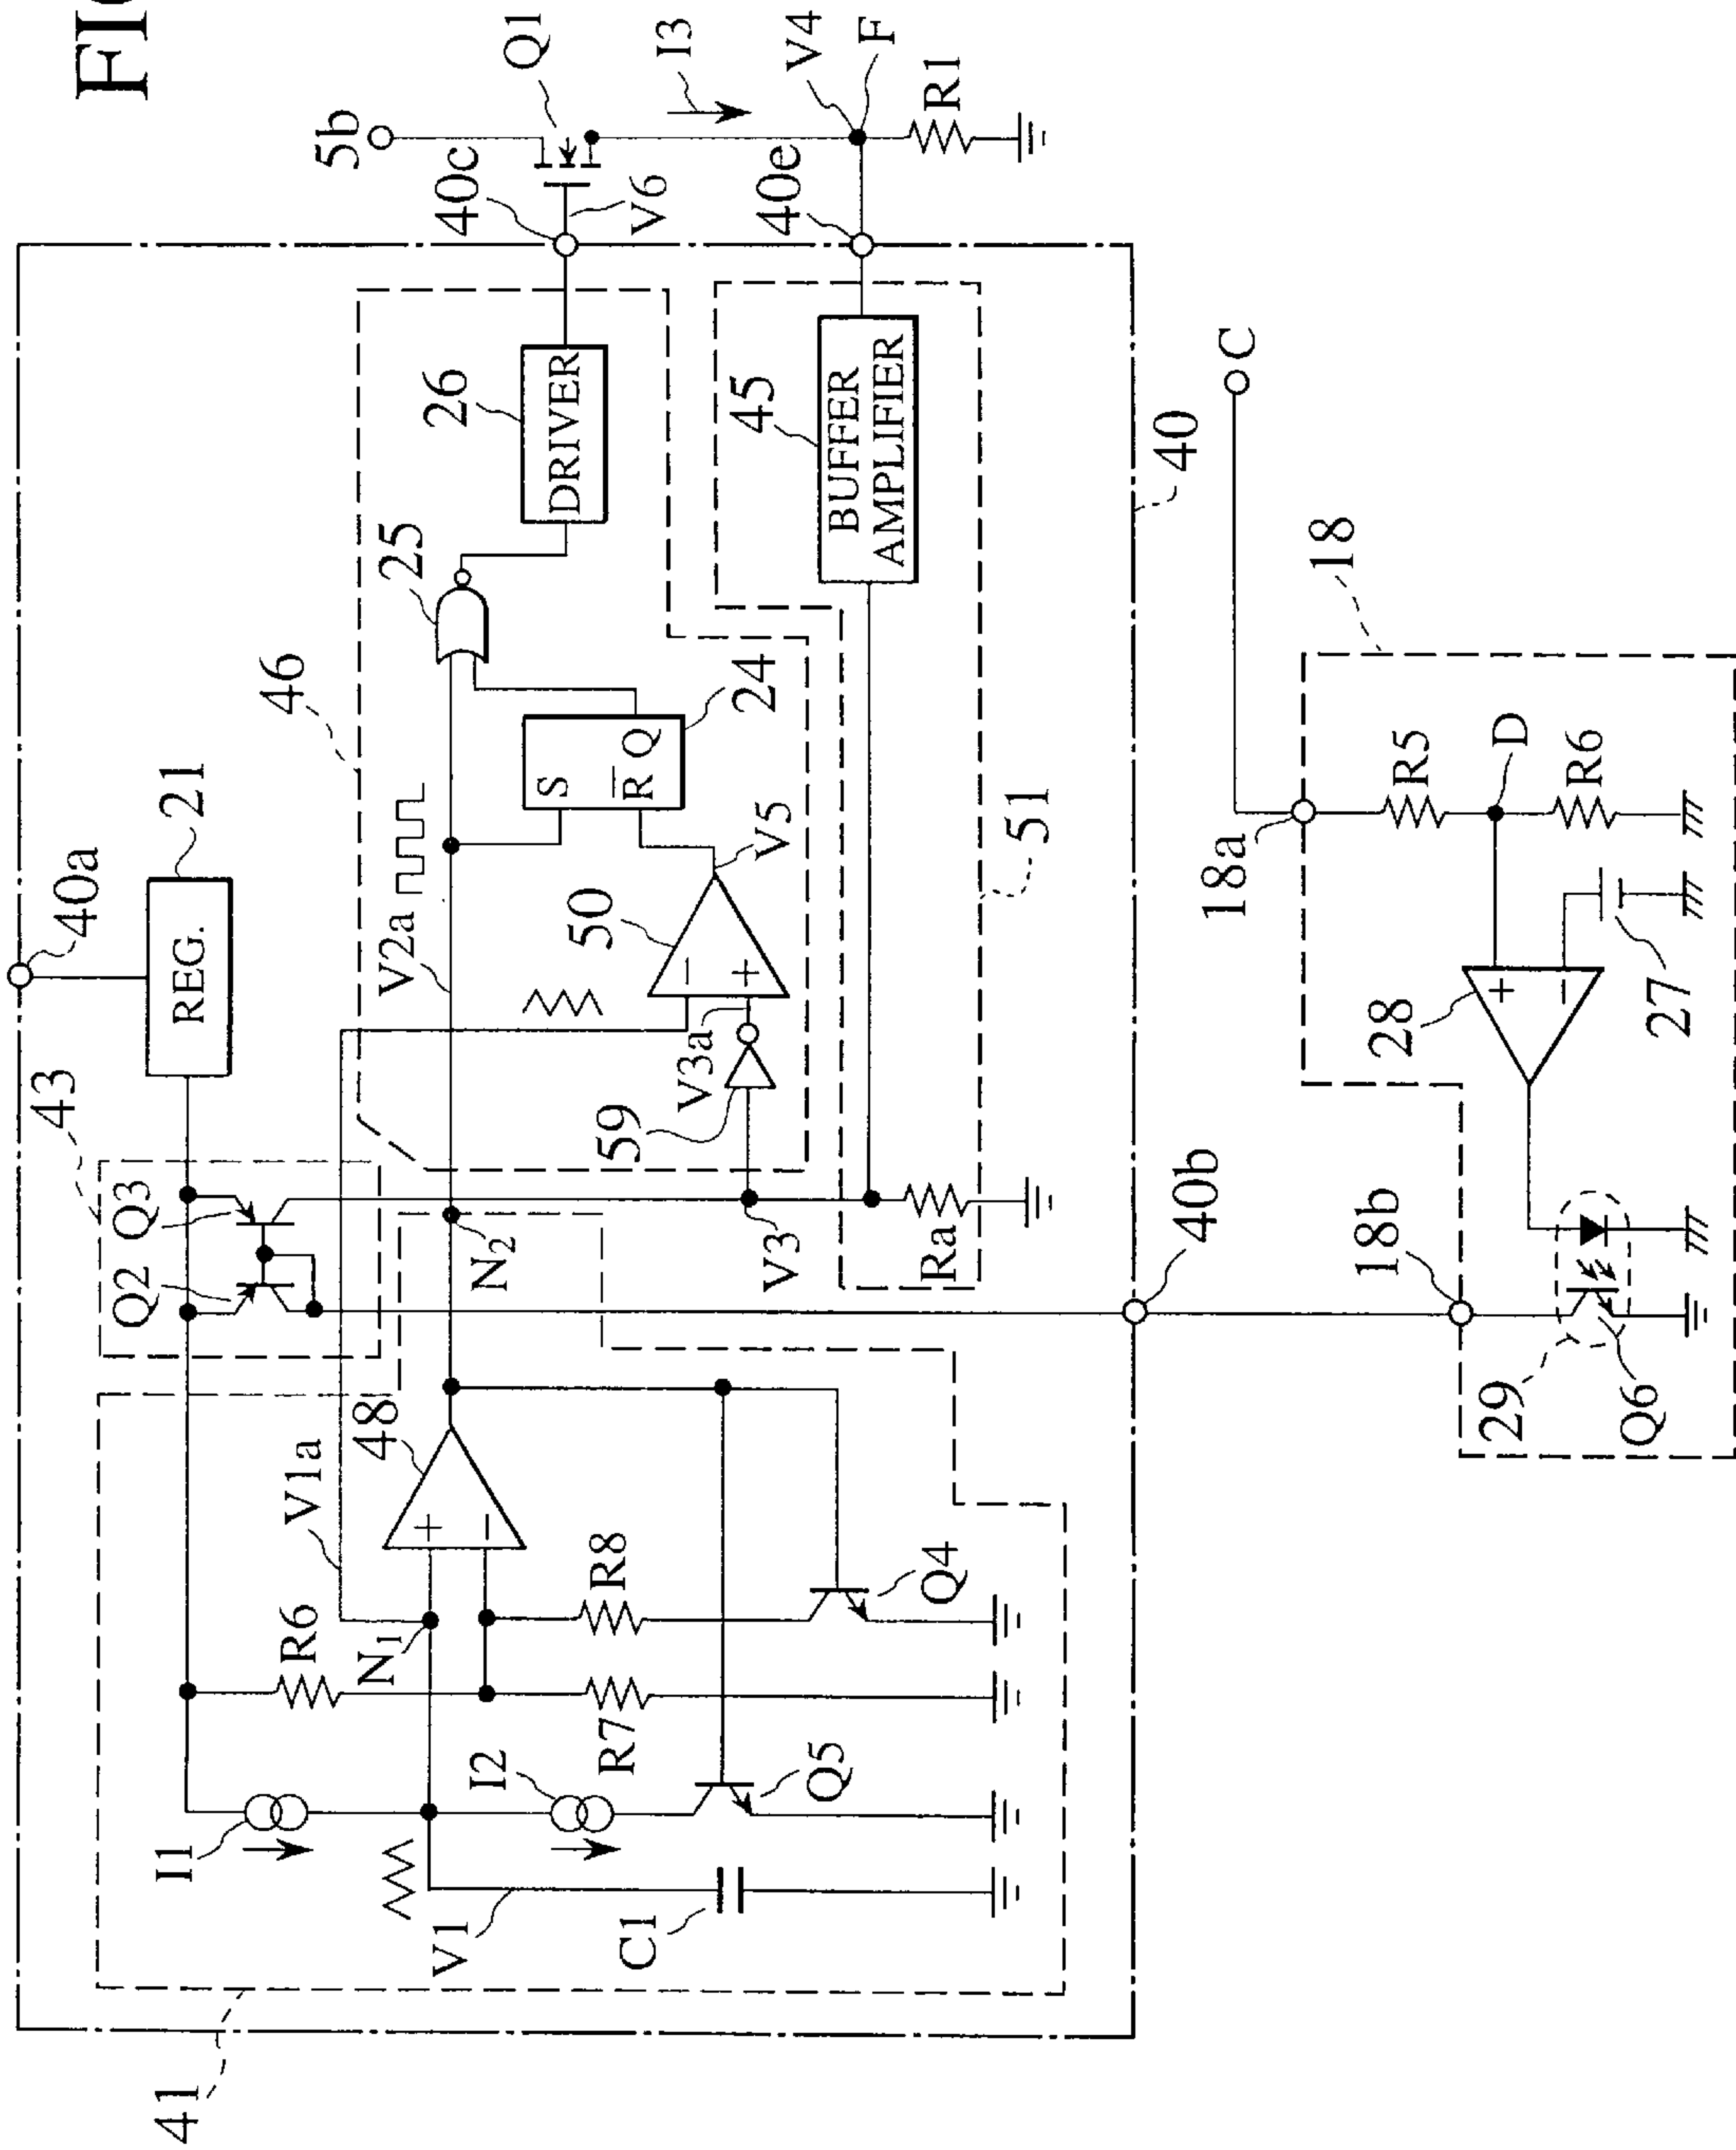 FIG
41
43
Q2
Q3
40a
21
REG.
I1
R6
V1a
N₁
V1
C1
I2
R7
R8
Q5
Q4
48
+
−
N₂
V2a
46
25
24
S
R̅
Q
26
DRIVER
40c
5b
Q1
V6
I3
V4
F
R1
40e
50
−
+
V5
V3a
59
V3
Ra
45
BUFFER
AMPLIFIER
51
40
40b
C
18
18a
R5
D
R6
28
+
−
27
18b
29
Q6